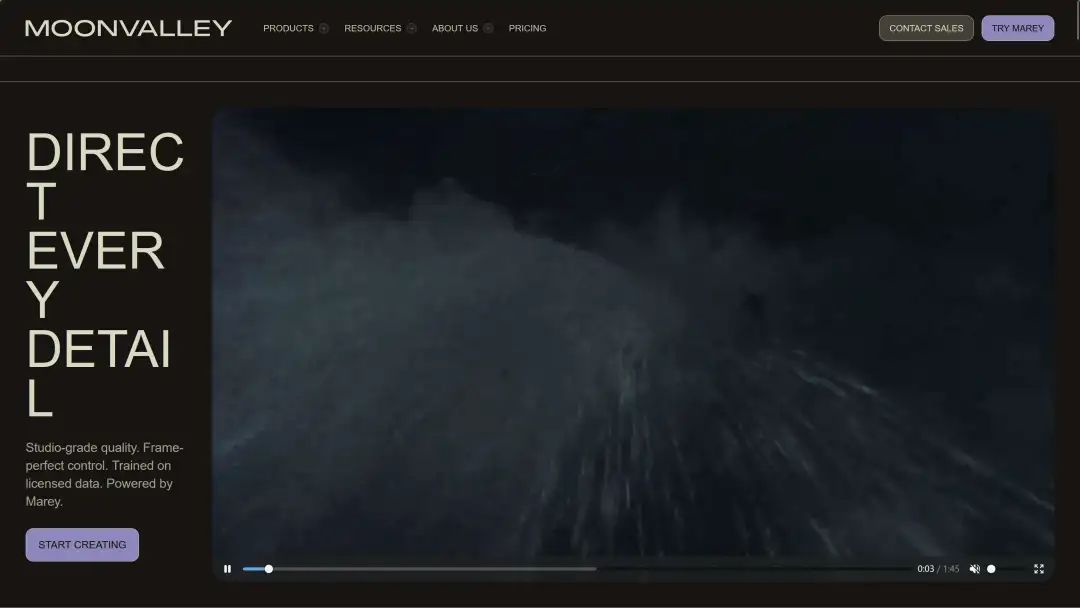 MOONVALLEY
PRODUCTS RESOURCES ABOUT US PRICING
CONTACT SALES
TRY MAREY
DIREC
T
EVER
Y
DETAI
L
Studio-grade quality. Frame-
perfect control. Trained on
licensed data. Powered by
Marey.
START CREATING
0:03 / 1:45